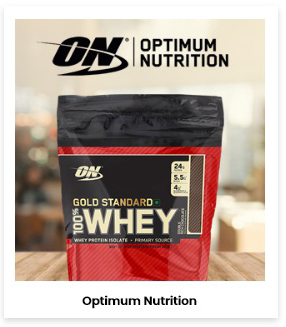 ON
OPTIMUM
NUTRITION
ON
24G
5.5G
4G
GOLD STANDARD
100% WHEY
WHEY PROTEIN ISOLATE • PRIMARY SOURCE
Optimum Nutrition